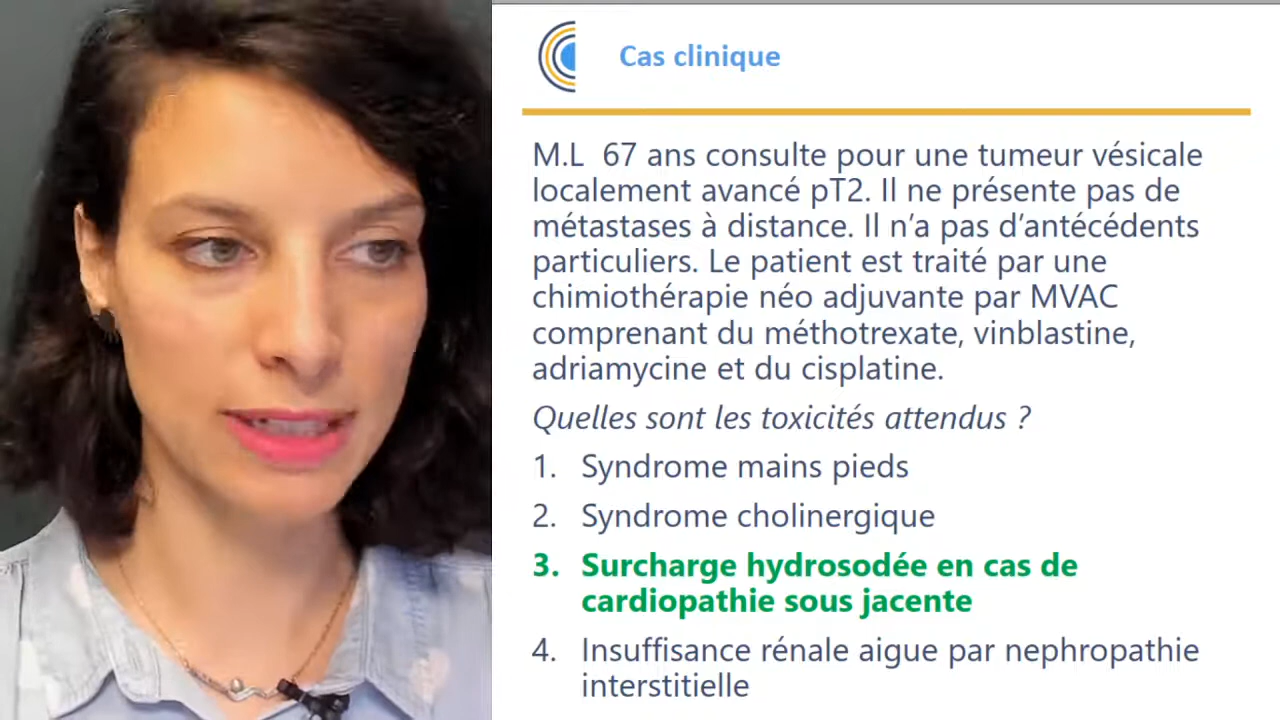 Cas clinique
M.L 67 ans consulte pour une tumeur vésicale
localement avancé pT2. Il ne présente pas de
métastases à distance. Il n’a pas d’antécédents
particuliers. Le patient est traité par une
chimiothérapie néo adjuvante par MVAC
comprenant du méthotrexate, vinblastine,
adriamycine et du cisplatine.
Quelles sont les toxicités attendus ?
1. Syndrome mains pieds
2. Syndrome cholinergique
3. Surcharge hydrosodée en cas de
cardiopathie sous jacente
4. Insuffisance rénale aigue par nephropathie
interstitielle